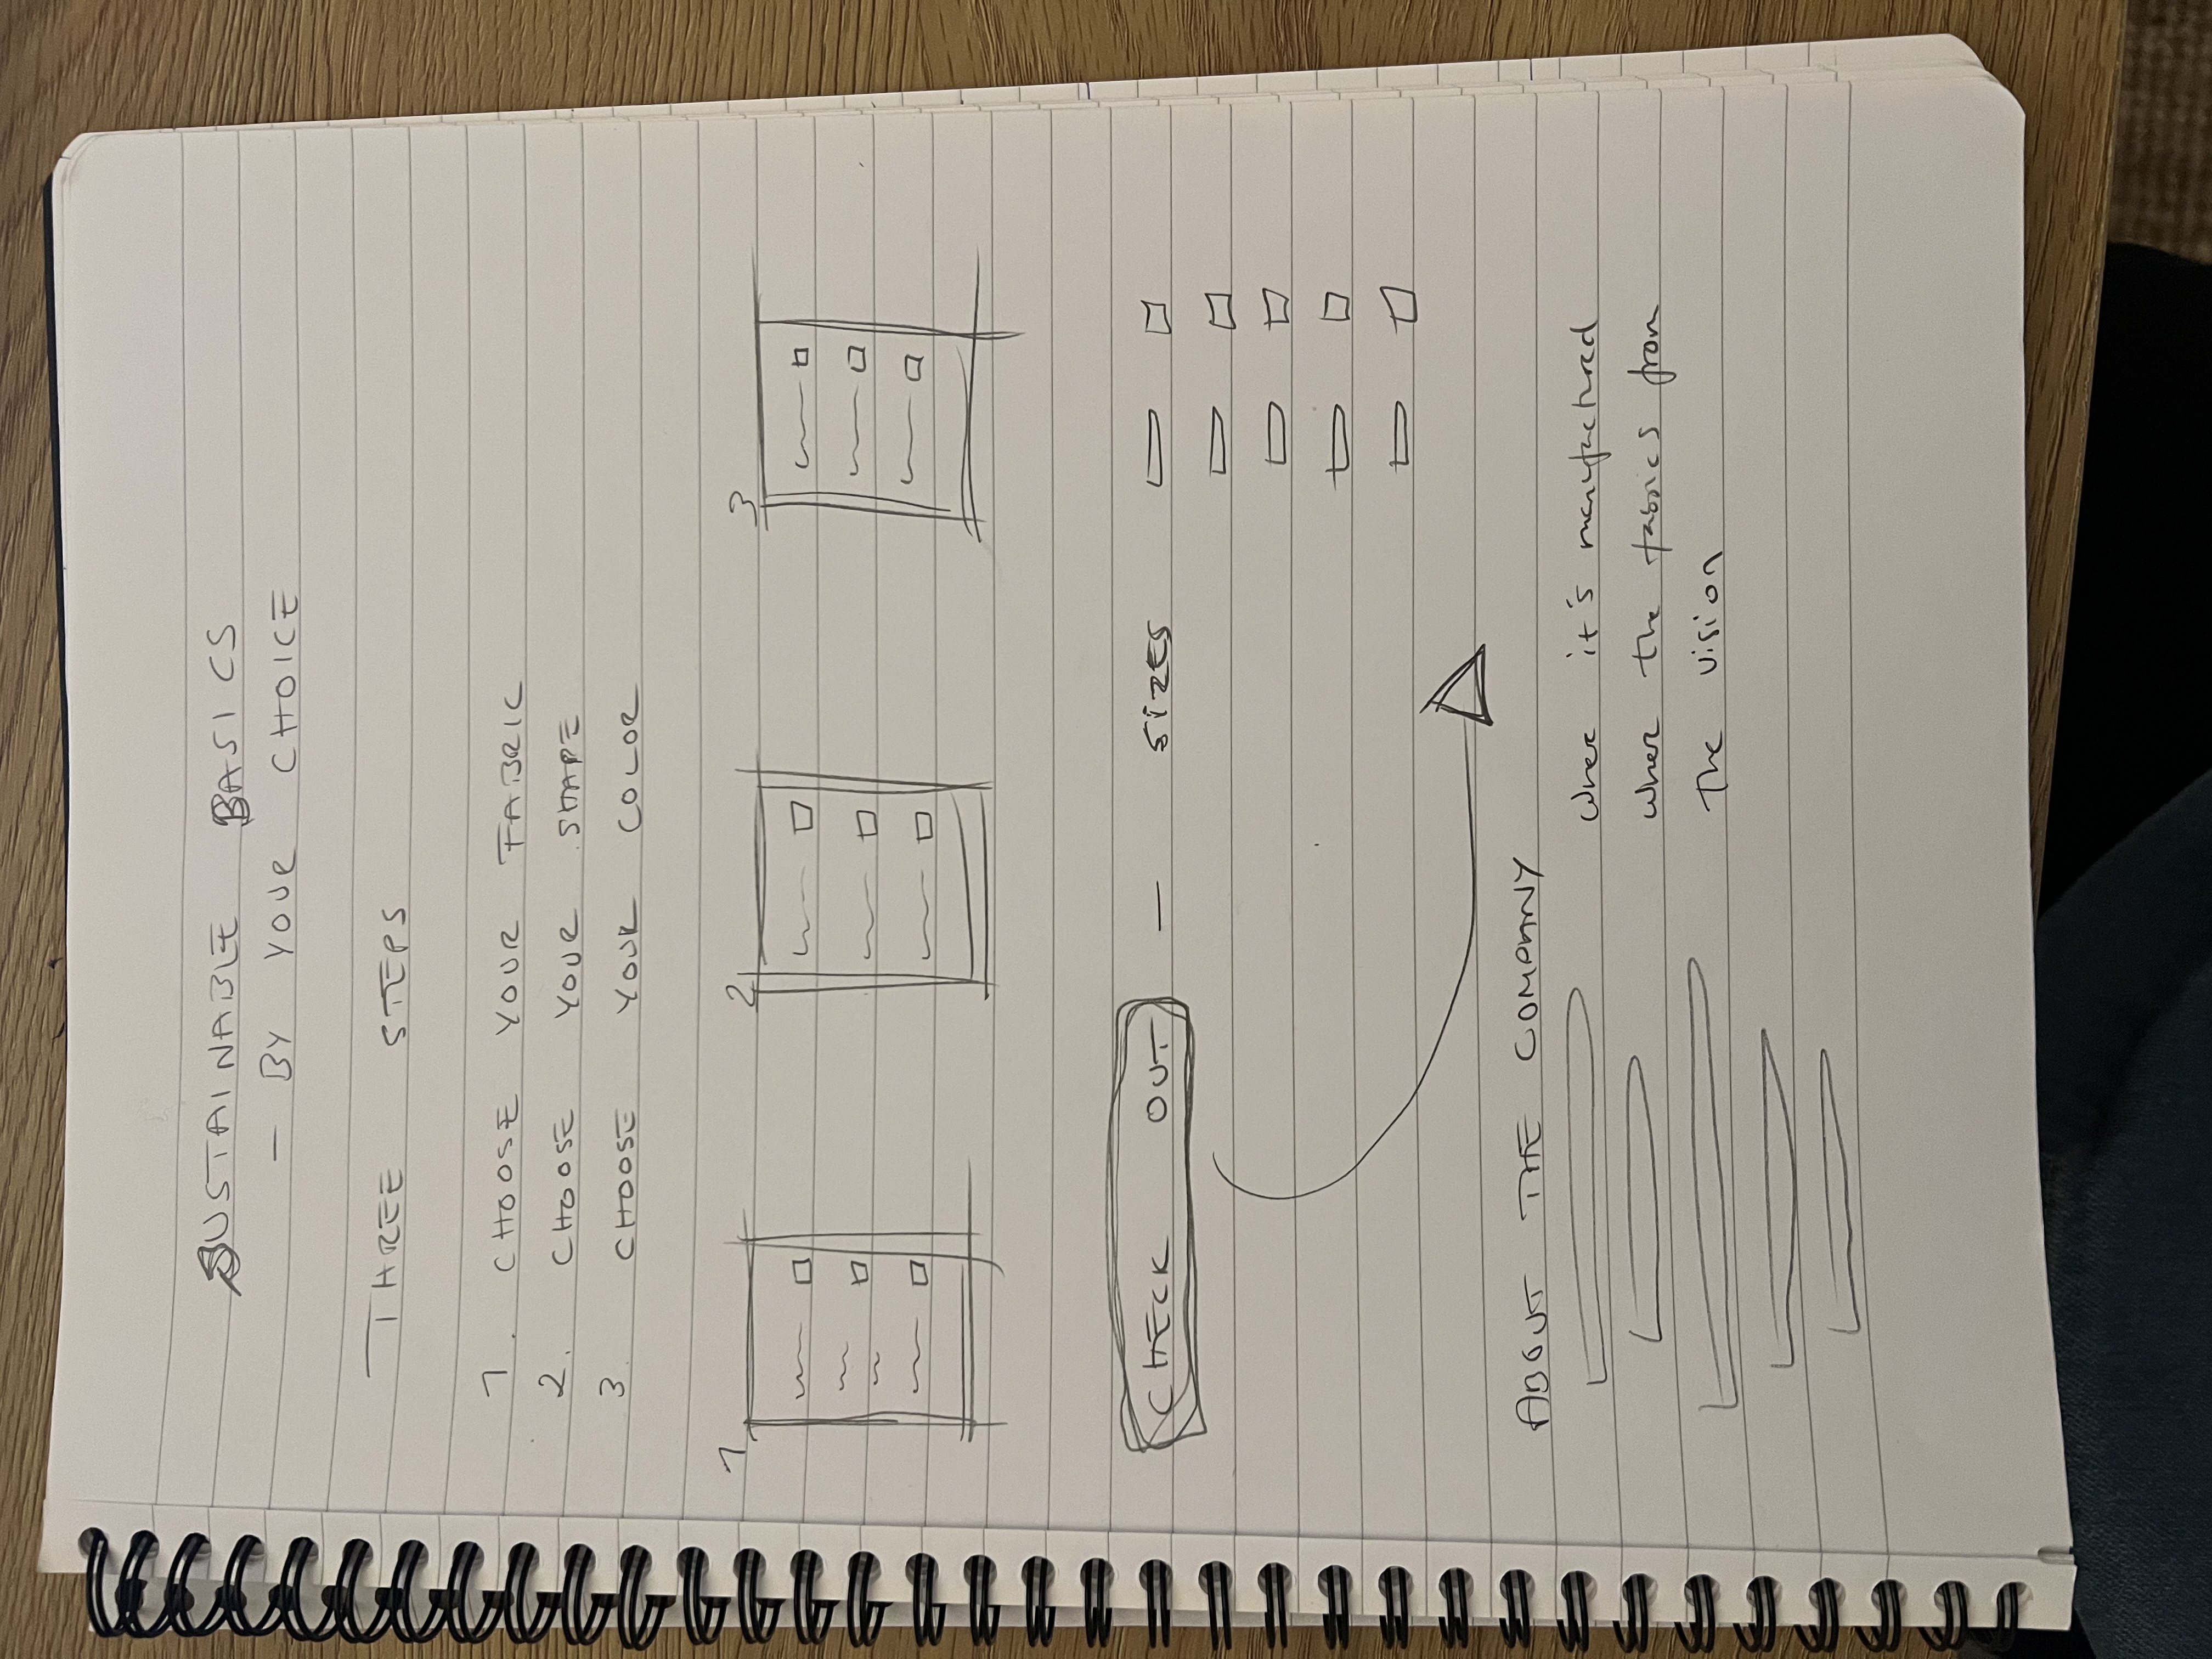 SUSTAINABLE BASICS
- BY YOUR CHOICE
THREE STEPS
1. CHOOSE YOUR FABRIC
2. CHOOSE YOUR SHAPE
3. CHOOSE YOUR COLOR
1 2 3
CHECK OUT - SIZES
ABOUT THE COMPANY
where it's manufactured
where the fabrics from
The vision